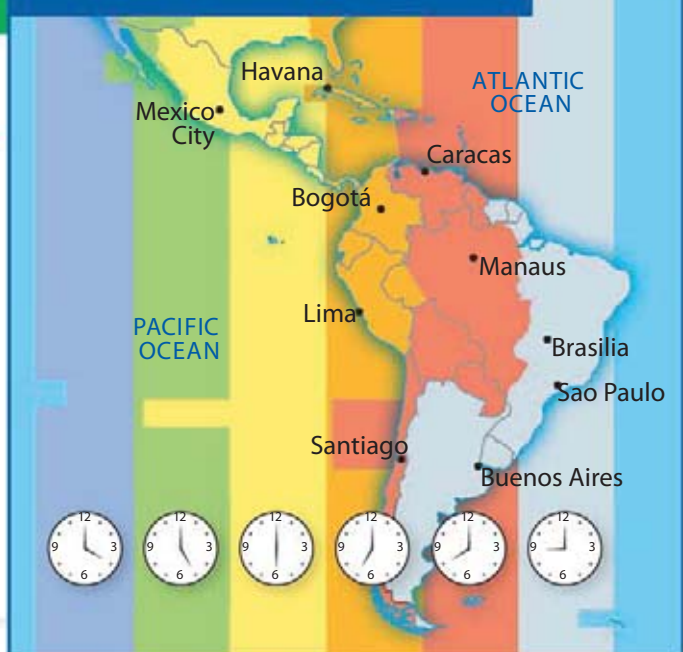 Havana
ATLANTIC
OCEAN
Mexico
City
Caracas
Bogotá
Manaus
Lima
PACIFIC
OCEAN
Brasilia
Sao Paulo
Santiago
Buenos Aires
12
9 3
6
12
9 3
6
12
9 3
6
12
9 3
6
12
9 3
6
12
9 3
6